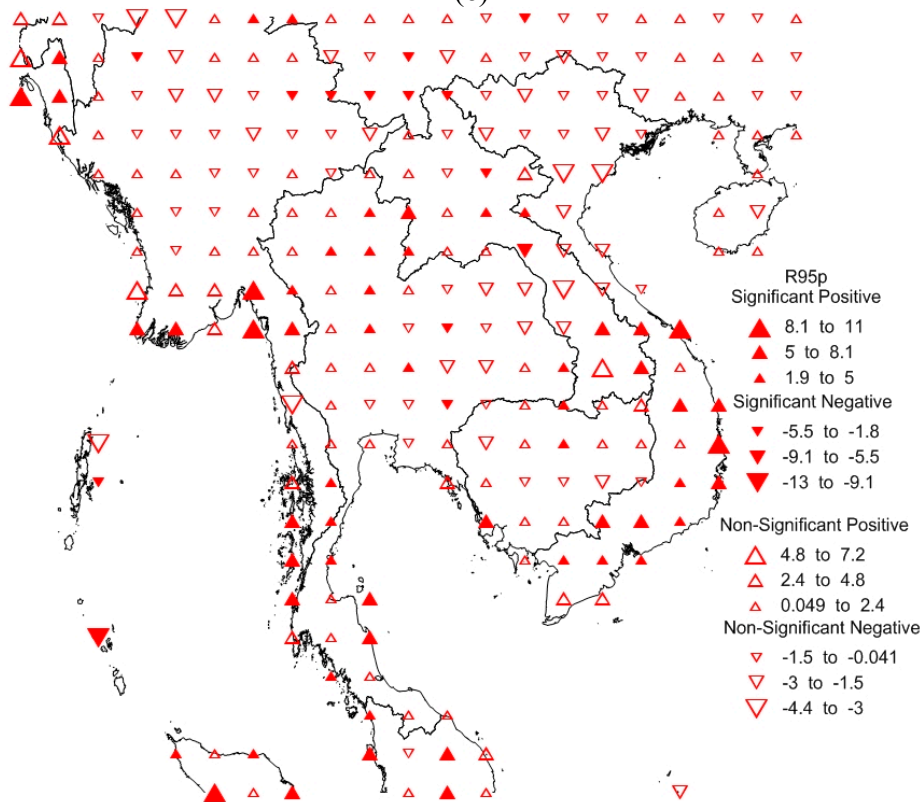 R95p
Significant Positive
8.1 to 11
5 to 8.1
1.9 to 5
Significant Negative
-5.5 to -1.8
-9.1 to -5.5
-13 to -9.1
Non-Significant Positive
4.8 to 7.2
2.4 to 4.8
0.049 to 2.4
Non-Significant Negative
-1.5 to -0.041
-3 to -1.5
-4.4 to -3